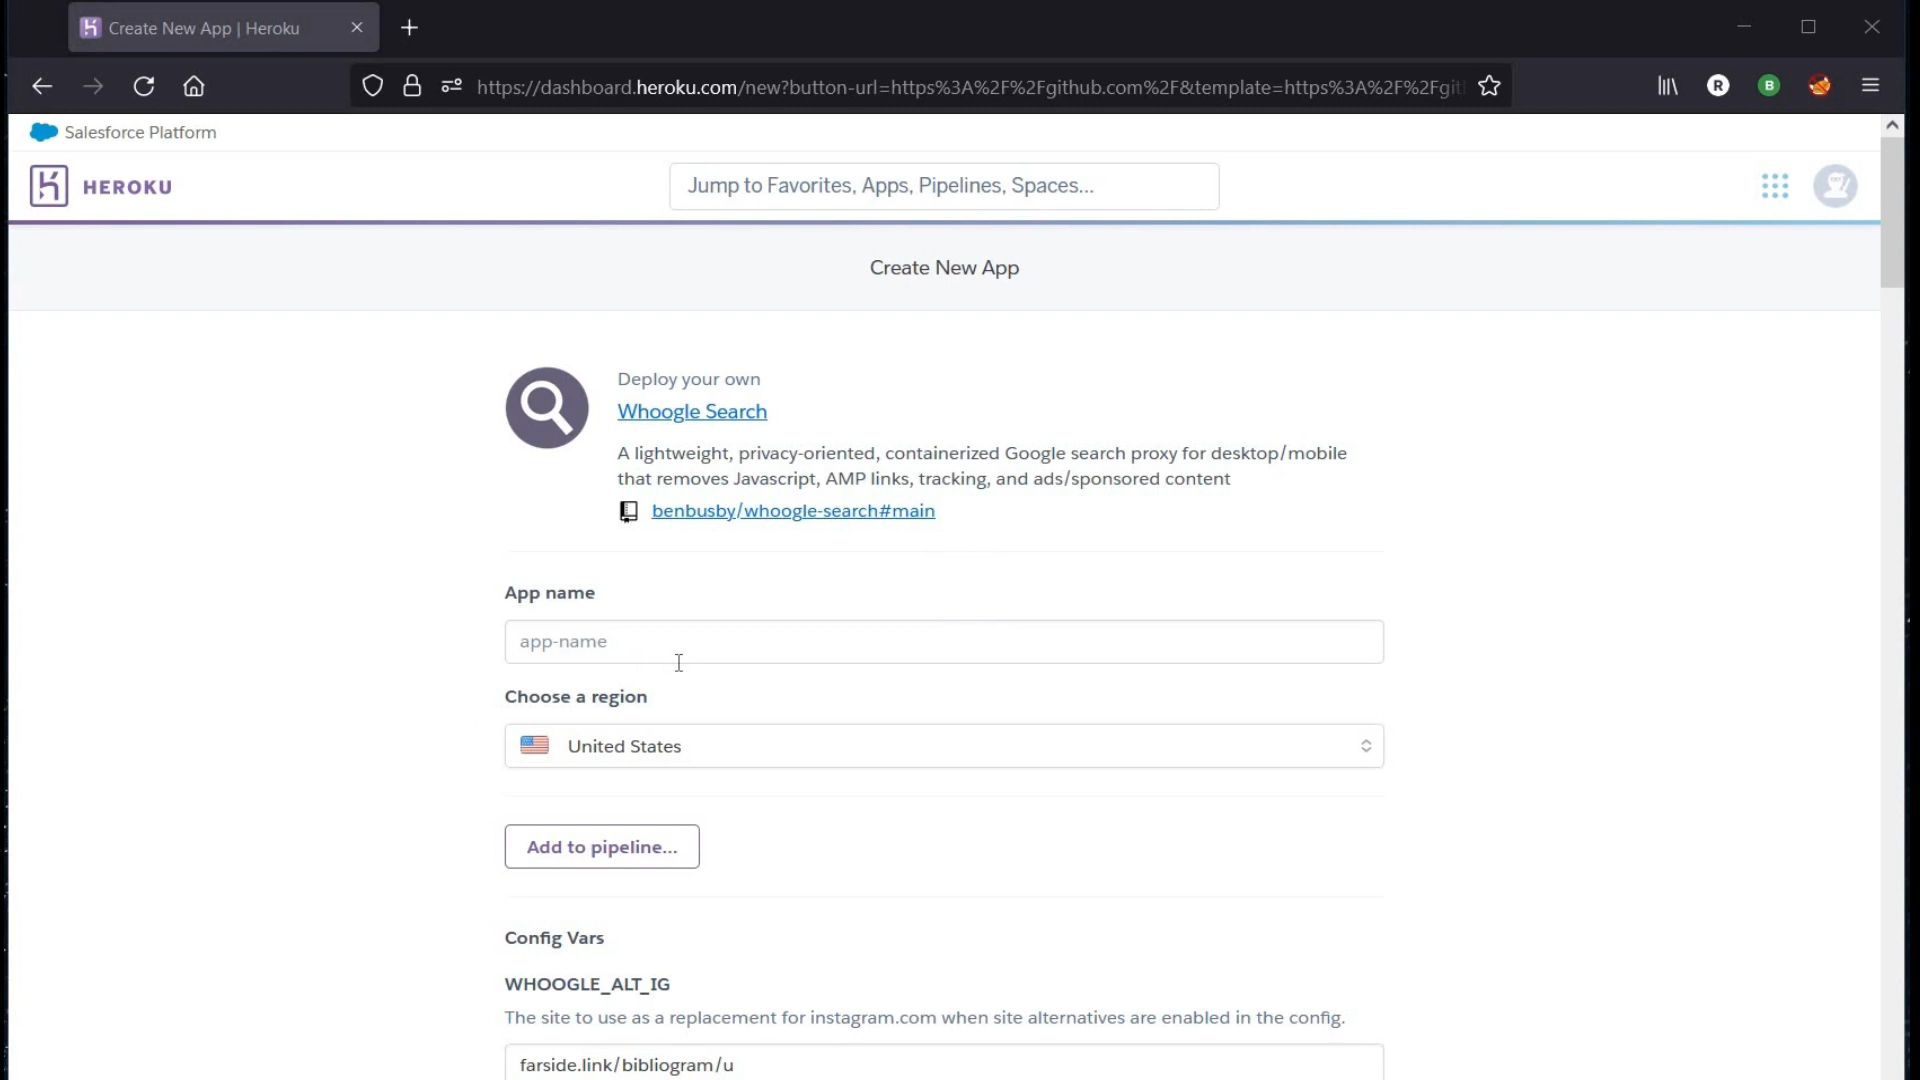 Create New App | Heroku
https://dashboard.heroku.com/new?button-url=https%3A%2F%2Fgithub.com%2F&template=https%3A%2F%2Fgit
R
B
Salesforce Platform
HEROKU
Jump to Favorites, Apps, Pipelines, Spaces...
Create New App
Deploy your own
Whoogle Search
A lightweight, privacy-oriented, containerized Google search proxy for desktop/mobile
that removes Javascript, AMP links, tracking, and ads/sponsored content
benbusby/whoogle-search#main
App name
app-name
Choose a region
United States
Add to pipeline...
Config Vars
WHOOGLE_ALT_IG
The site to use as a replacement for instagram.com when site alternatives are enabled in the config.
farside.link/bibliogram/u